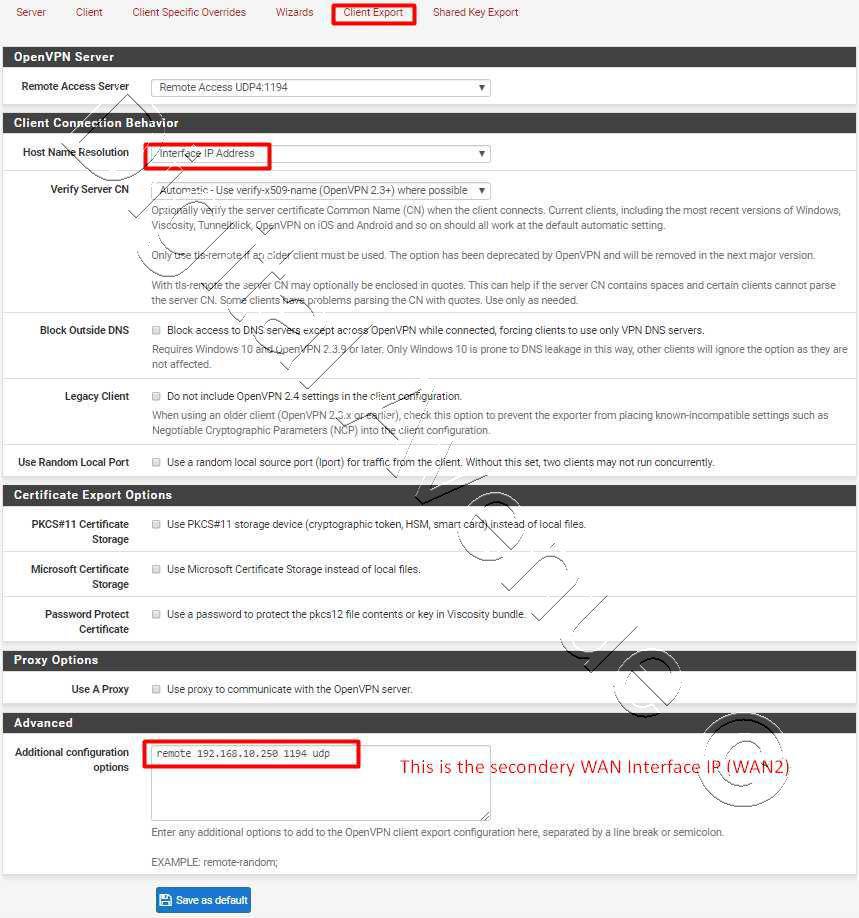 Server Client Client Specific Overrides Wizards Client Export Shared Key Export
OpenVPN Server
Remote Access Server Remote Access UDP4:1194
Client Connection Behavior
Host Name Resolution Interface IP Address
Verify Server CN Automatic - Use verify-x509-name (OpenVPN 2.3+) where possible
Optionally verify the server certificate Common Name (CN) when the client connects. Current clients, including the most recent versions of Windows,
Viscosity, Tunnelblick, OpenVPN on iOS and Android and so on should all work at the default automatic setting.
Only use tls-remote if an older client must be used. The option has been deprecated by OpenVPN and will be removed in the next major version.
With tls-remote the server CN may optionally be enclosed in quotes. This can help if the server CN contains spaces and certain clients cannot parse
the server CN. Some clients have problems parsing the CN with quotes. Use only as needed.
Block Outside DNS Block access to DNS servers except across OpenVPN while connected, forcing clients to use only VPN DNS servers.
Requires Windows 10 and OpenVPN 2.3.9 or later. Only Windows 10 is prone to DNS leakage in this way, other clients will ignore the option as they are
not affected.
Legacy Client Do not include OpenVPN 2.4 settings in the client configuration.
When using an older client (OpenVPN 2.3.x or earlier), check this option to prevent the exporter from placing known-incompatible settings such as
Negotiable Cryptographic Parameters (NCP) into the client configuration.
Use Random Local Port Use a random local source port (lport) for traffic from the client. Without this set, two clients may not run concurrently.
Certificate Export Options
PKCS#11 Certificate Use PKCS#11 storage device (cryptographic token, HSM, smart card) instead of local files.
Storage
Microsoft Certificate Use Microsoft Certificate Storage instead of local files.
Storage
Password Protect Use a password to protect the pkcs12 file contents or key in Viscosity bundle.
Certificate
Proxy Options
Use A Proxy Use proxy to communicate with the OpenVPN server.
Advanced
Additional configuration remote 192.168.10.250 1194 udp
options
This is the secondery WAN Interface IP (WAN2)
Enter any additional options to add to the OpenVPN client export configuration here, separated by a line break or semicolon.
EXAMPLE: remote-random;
Save as default